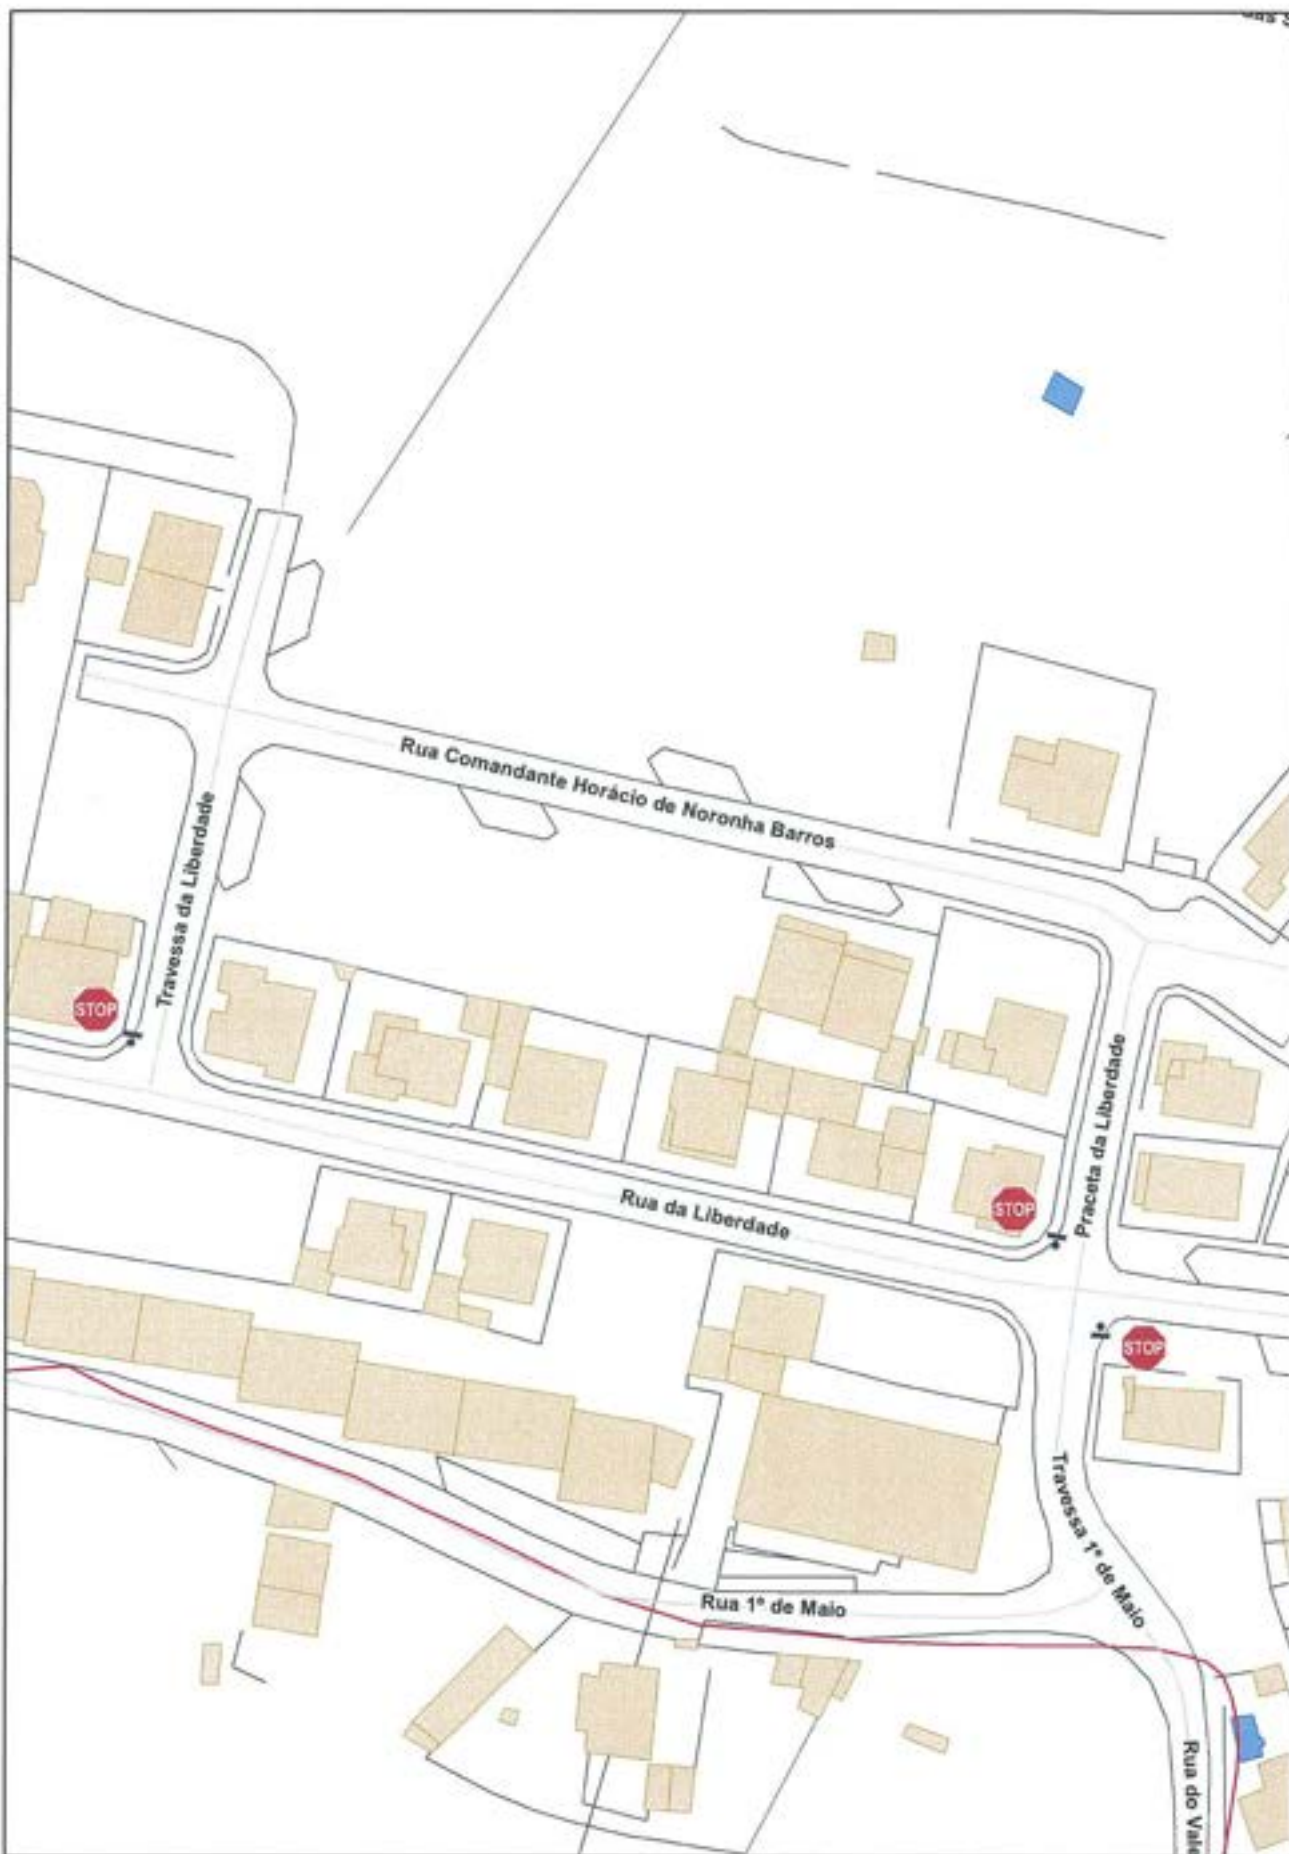 Rua Comandante Horácio de Noronha Barros
Travessa da Liberdade
STOP
Praceta da Liberdade
Rua da Liberdade
STOP
STOP
Travessa 1º de Maio
Rua 1º de Maio
Rua do Vale